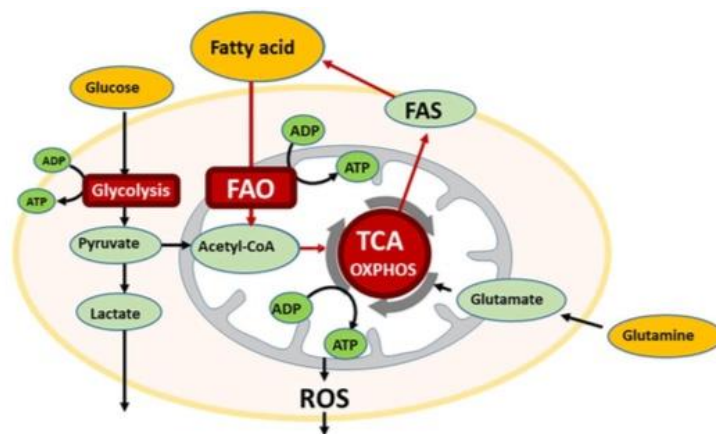 Fatty acid
Glucose
FAS
ADP
ADP
ATP
Glycolysis
FAO
ATP
Pyruvate
Acetyl-CoA
TCA
OXPHOS
Lactate
ADP
Glutamate
Glutamine
ATP
ROS